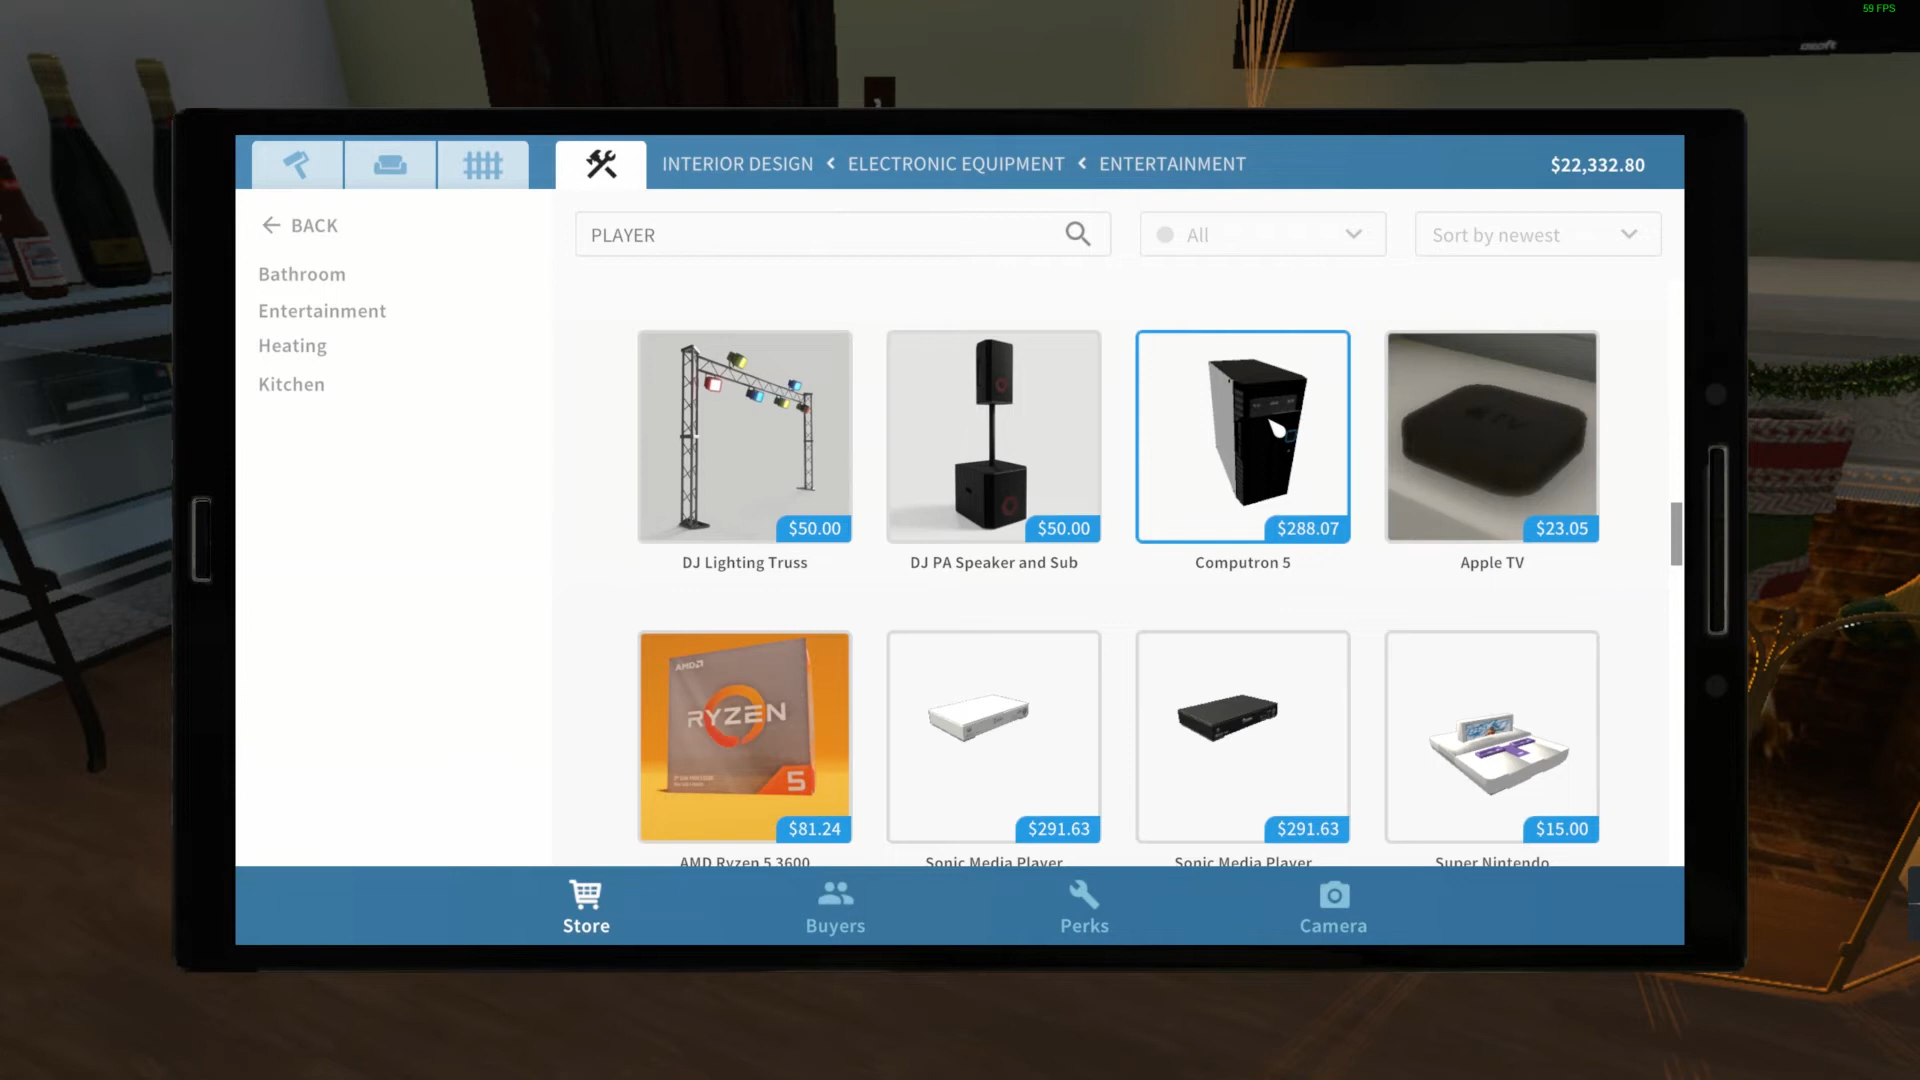 59 FPS
INTERIOR DESIGN < ELECTRONIC EQUIPMENT < ENTERTAINMENT
$22,332.80
BACK
PLAYER
All
Sort by newest
Bathroom
Entertainment
Heating
Kitchen
tv
$50.00
$50.00
$288.07
$23.05
DJ Lighting Truss
DJ PA Speaker and Sub
Computron 5
Apple TV
AMD
RYZEN
5
$81.24
$291.63
$291.63
$15.00
AMD Ryzen 5 3600
Sonic Media Player
Sonic Media Player
Super Nintendo
Store
Buyers
Perks
Camera